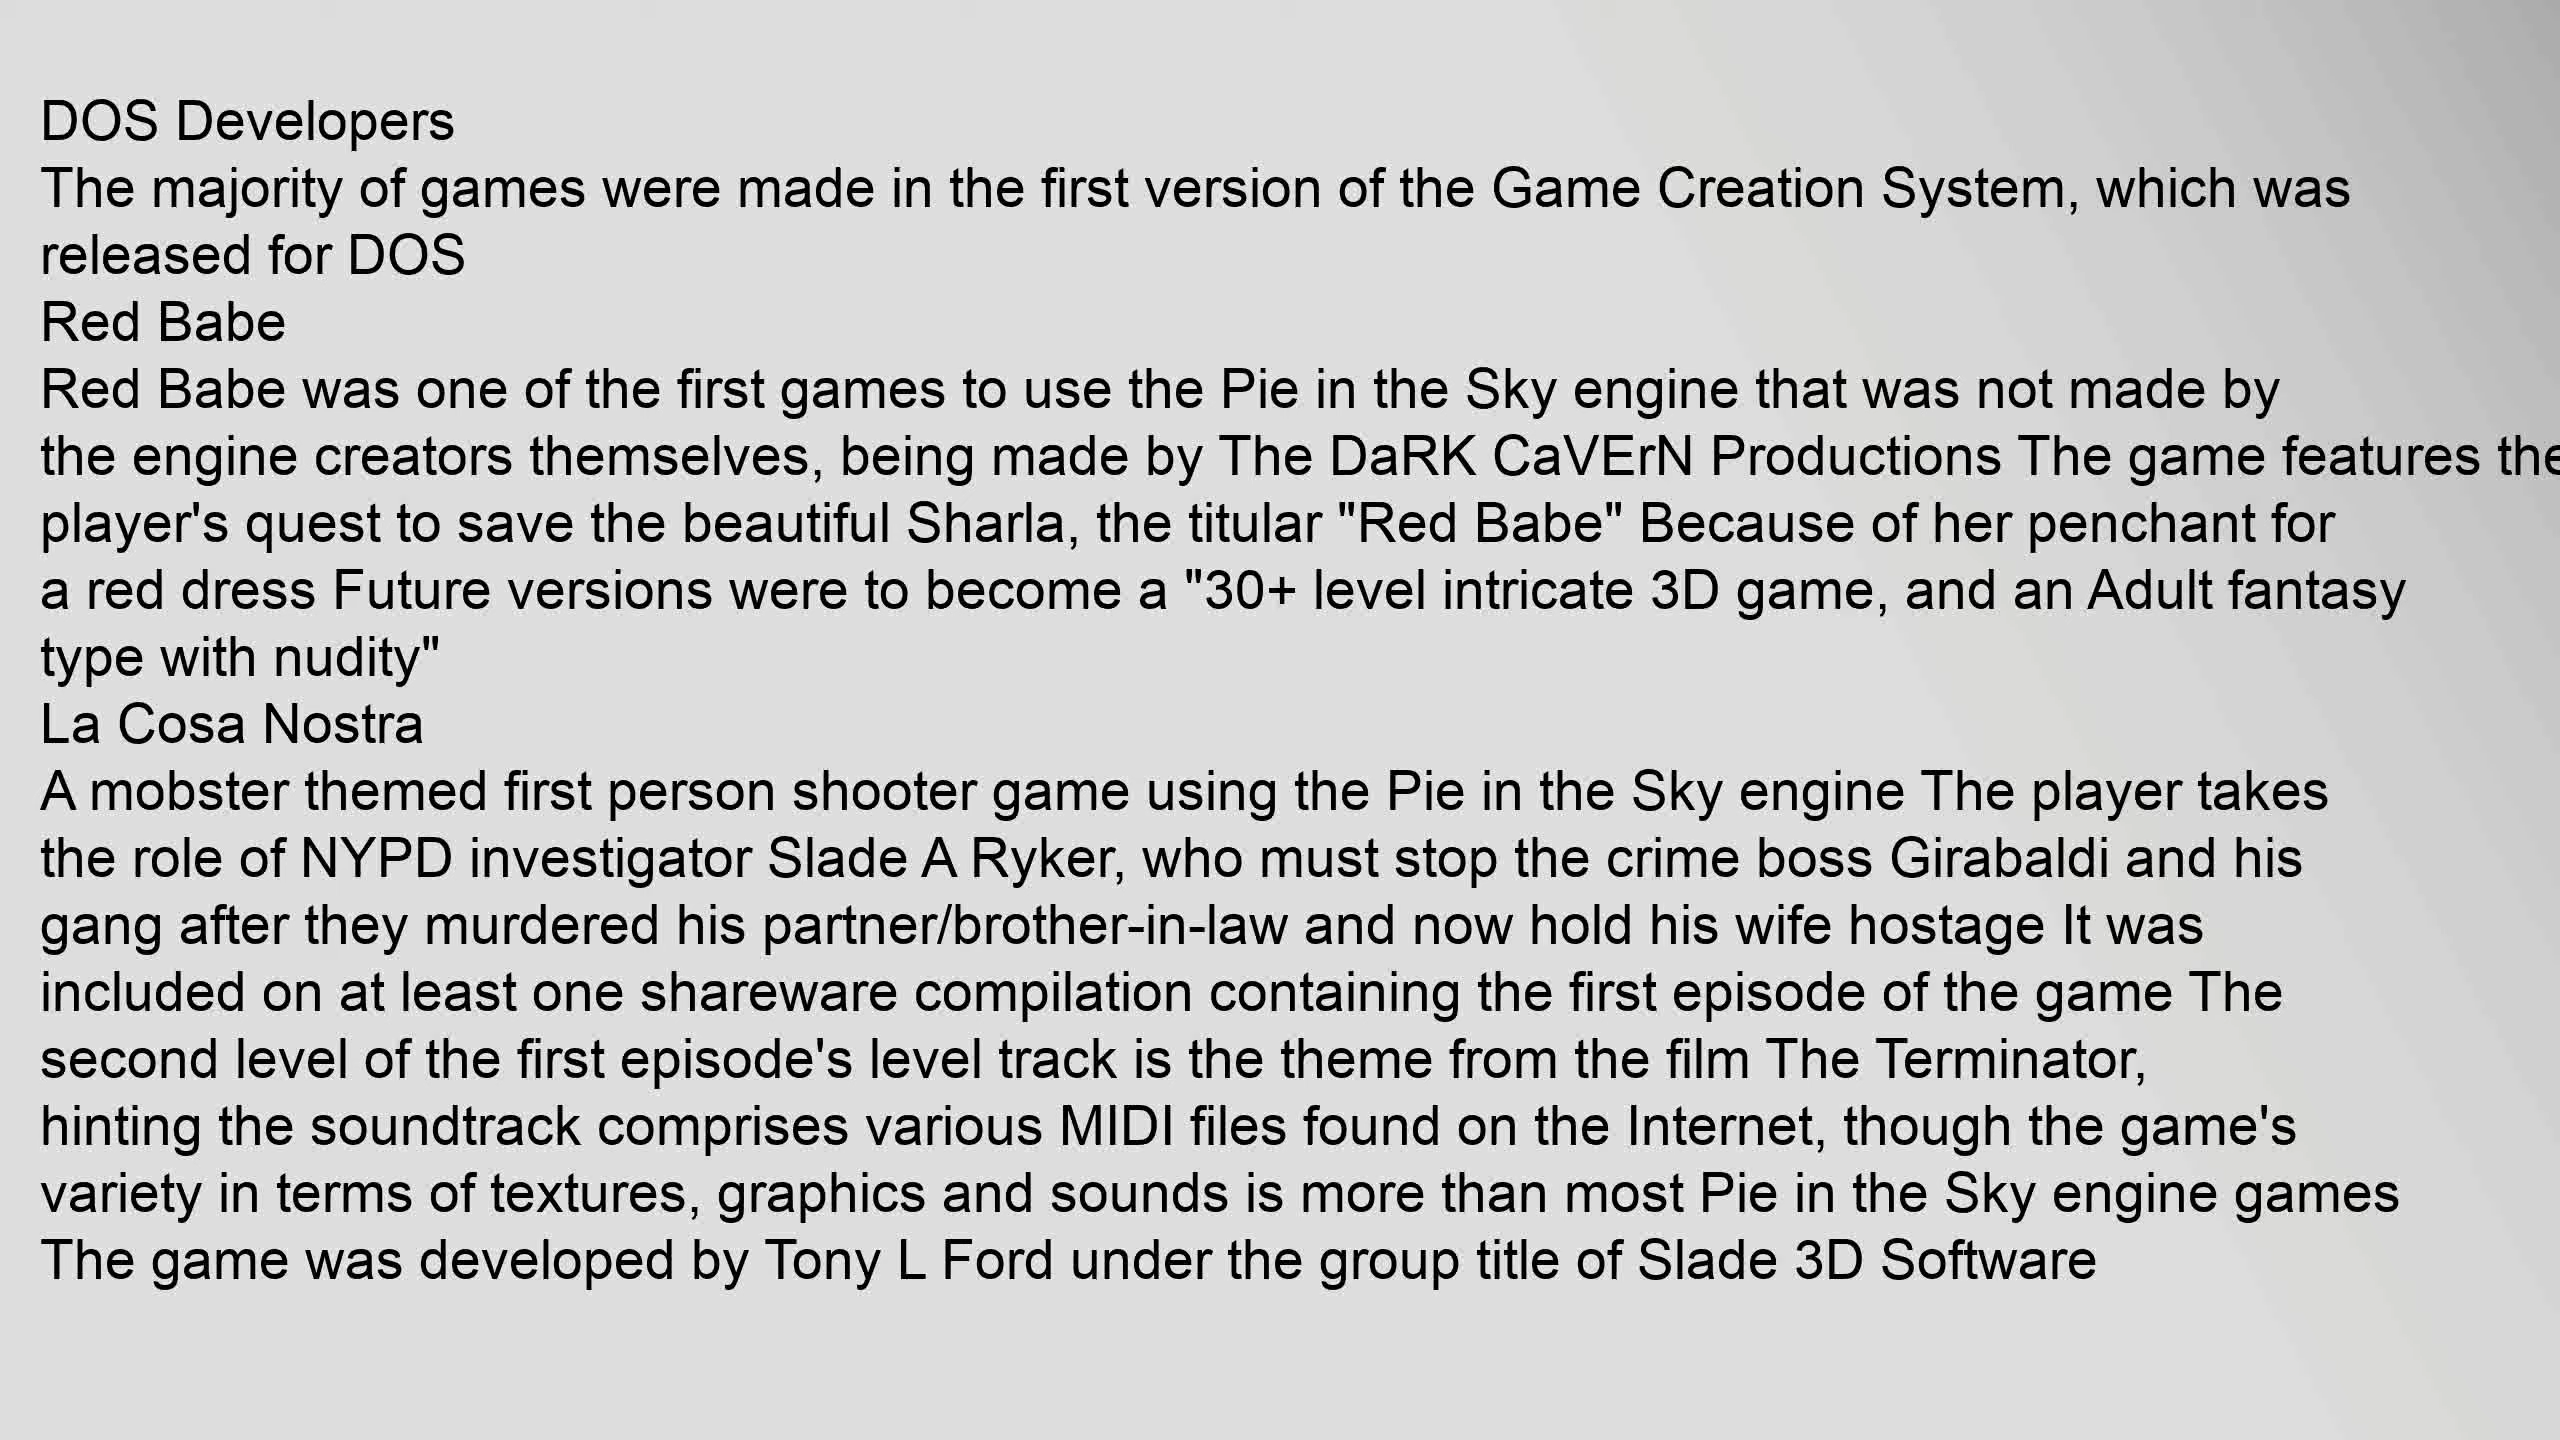 DOS Developers
The majority of games were made in the first version of the Game Creation System, which was
released for DOS
Red Babe
Red Babe was one of the first games to use the Pie in the Sky engine that was not made by
the engine creators themselves, being made by The DaRK CaVErN Productions The game features the
player's quest to save the beautiful Sharla, the titular "Red Babe" Because of her penchant for
a red dress Future versions were to become a "30+ level intricate 3D game, and an Adult fantasy
type with nudity"
La Cosa Nostra
A mobster themed first person shooter game using the Pie in the Sky engine The player takes
the role of NYPD investigator Slade A Ryker, who must stop the crime boss Girabaldi and his
gang after they murdered his partner/brother-in-law and now hold his wife hostage It was
included on at least one shareware compilation containing the first episode of the game The
second level of the first episode's level track is the theme from the film The Terminator,
hinting the soundtrack comprises various MIDI files found on the Internet, though the game's
variety in terms of textures, graphics and sounds is more than most Pie in the Sky engine games
The game was developed by Tony L Ford under the group title of Slade 3D Software